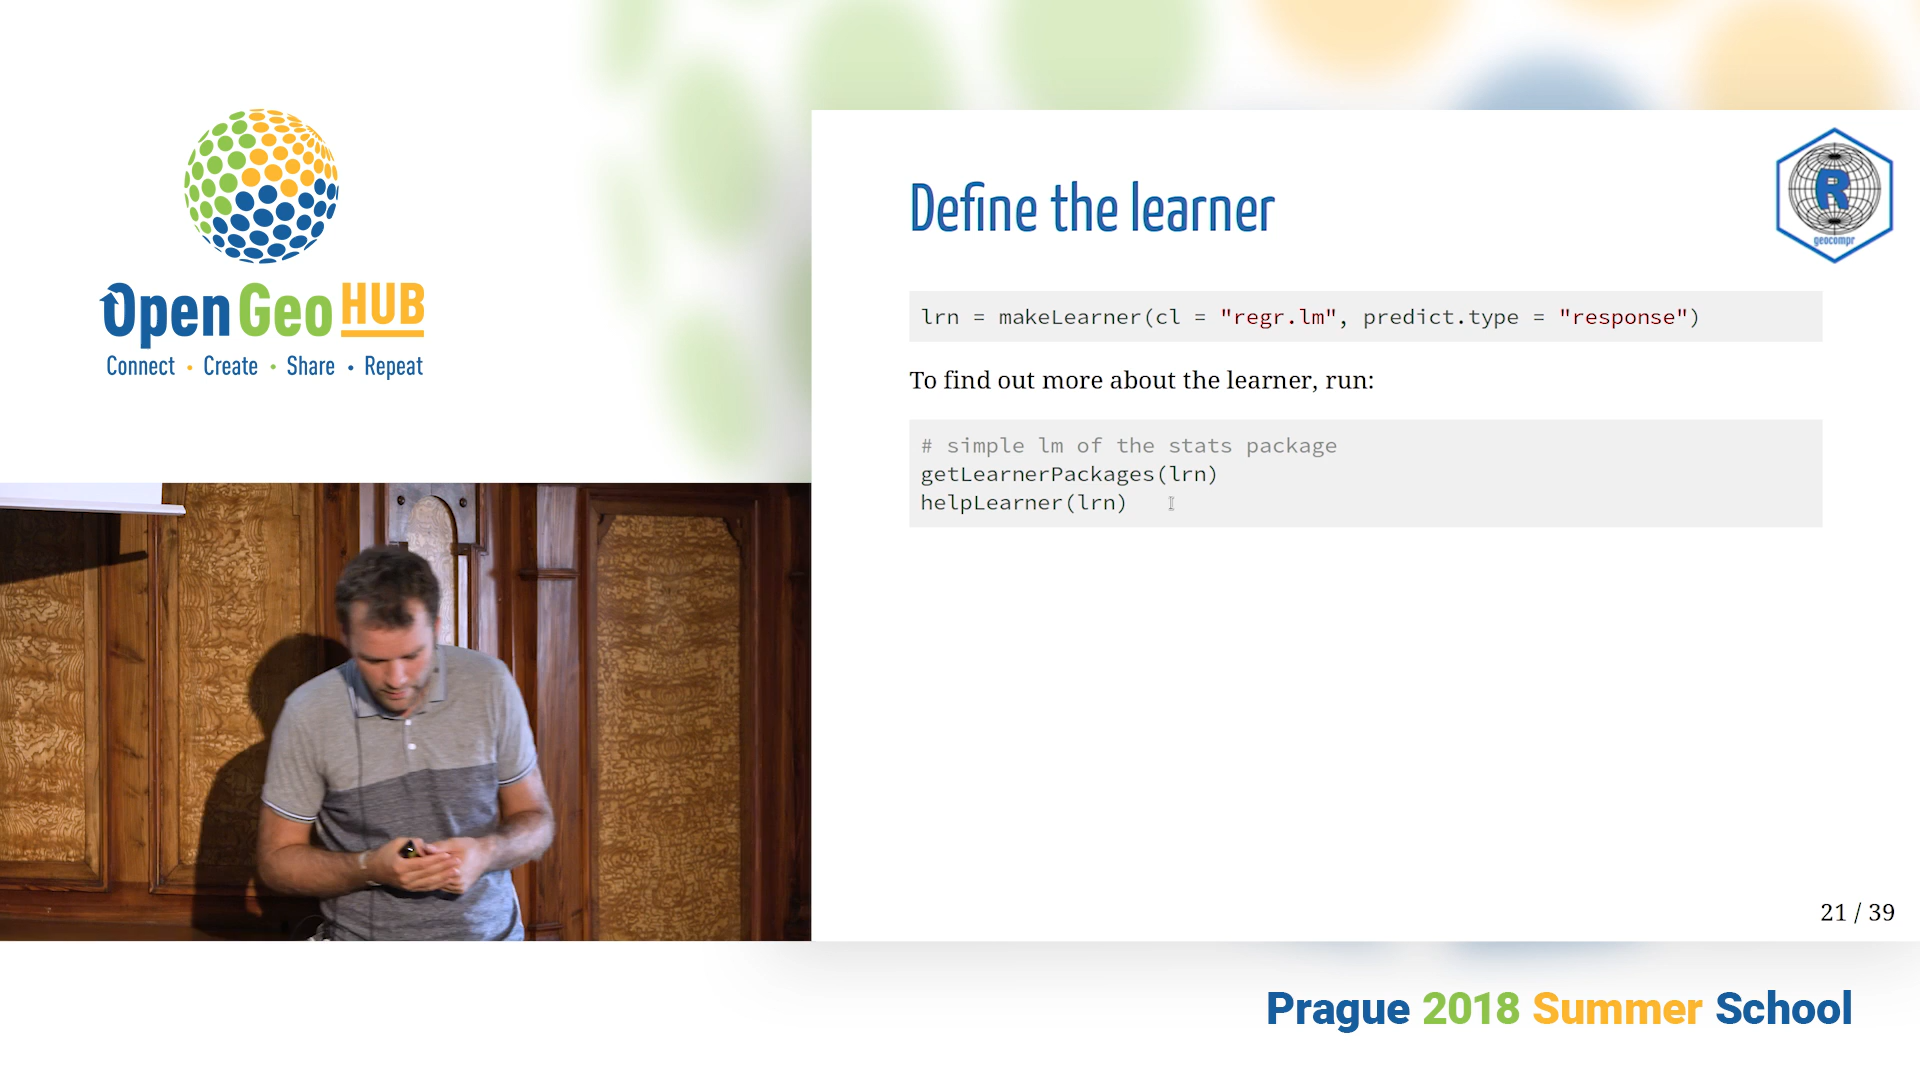 Open Geo HUB
Connect • Create • Share • Repeat
Define the learner
R
geocompr
lrn = makeLearner(cl = "regr.lm", predict.type = "response")
To find out more about the learner, run:
# simple lm of the stats package
getLearnerPackages(lrn)
helpLearner(lrn)
21 / 39
Prague 2018 Summer School